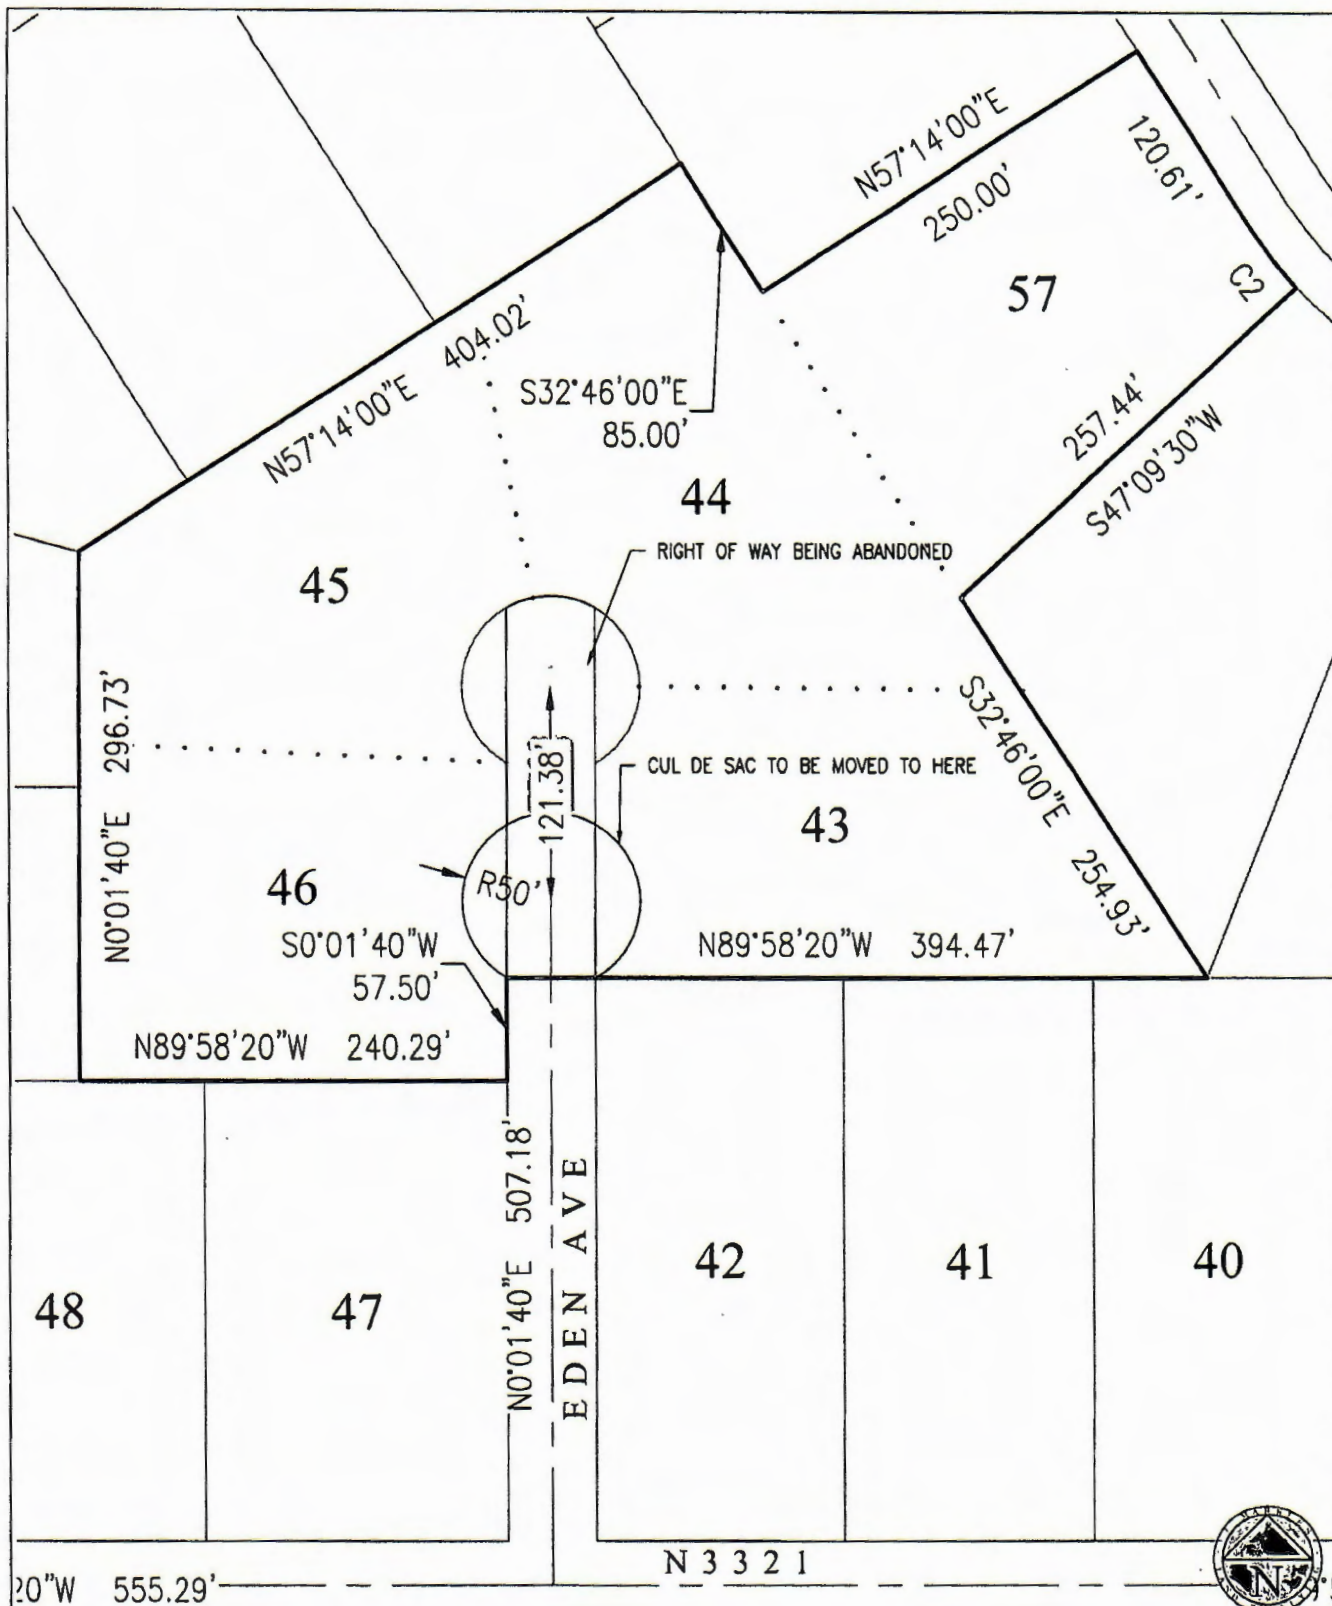 N57°14'00"E
250.00'
120.61'
C2
57
N57°14'00"E 404.02'
S32°46'00"E
85.00'
257.44'
S47°09'30"W
44
RIGHT OF WAY BEING ABANDONED
45
N0°01'40"E 296.73'
121.38'
CUL DE SAC TO BE MOVED TO HERE
S32°46'00"E 254.93'
43
46
R50'
S0°01'40"W
57.50'
N89°58'20"W 394.47'
N89°58'20"W 240.29'
N0°01'40"E 507.18'
EDEN AVE
42
41
40
48
47
N 3321
20"W 555.29'
N